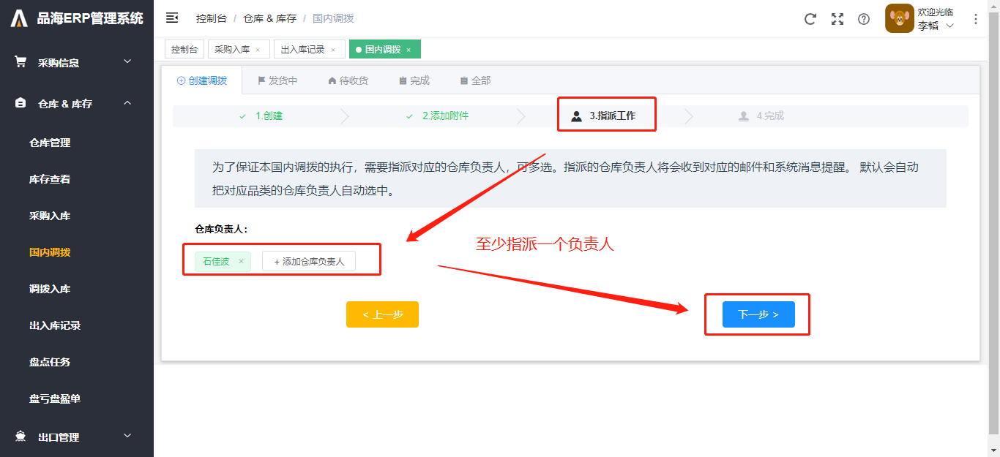 品海ERP管理系统
控制台 / 仓库 & 库存 / 国内调拨
欢迎光临
李韬
采购信息
仓库 & 库存
仓库管理
库存查看
采购入库
国内调拨
调拨入库
出入库记录
盘点任务
盘亏盘盈单
出口管理
控制台 采购入库 × 出入库记录 × 国内调拨 ×
创建调拨 发货中 待收货 完成 全部
1.创建 2.添加附件 3.指派工作 4.完成
为了保证本国内调拨的执行，需要指派对应的仓库负责人，可多选。指派的仓库负责人将会收到对应的邮件和系统消息提醒。 默认会自动
把对应品类的仓库负责人自动选中。
仓库负责人：
至少指派一个负责人
石佳波 × + 添加仓库负责人
< 上一步 下一步 >